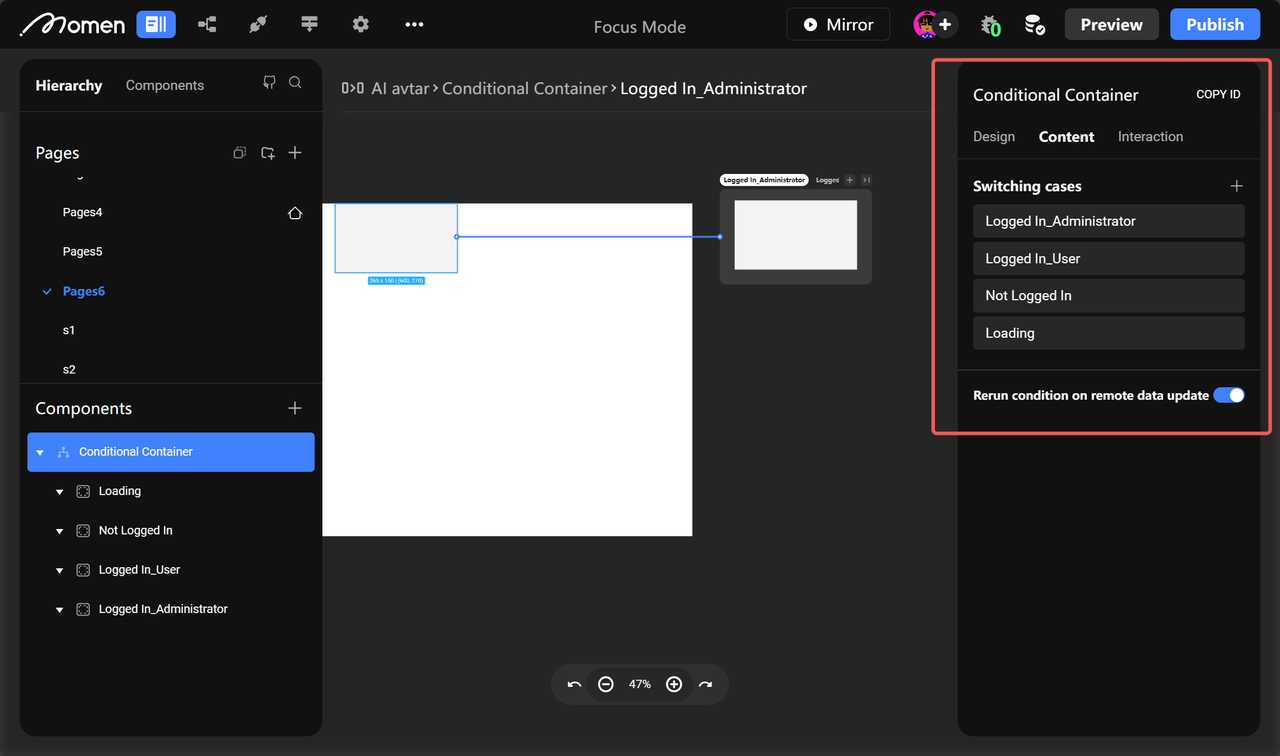 Momen
Focus Mode
Mirror
0
Preview
Publish
Hierarchy
Components
Pages
Pages4
Pages5
Pages6
s1
s2
Components
Conditional Container
Loading
Not Logged In
Logged In_User
Logged In_Administrator
AI avtar › Conditional Container › Logged In_Administrator
Logged In_Administrator
Logged
47%
Conditional Container
COPY ID
Design
Content
Interaction
Switching cases
Logged In_Administrator
Logged In_User
Not Logged In
Loading
Rerun condition on remote data update